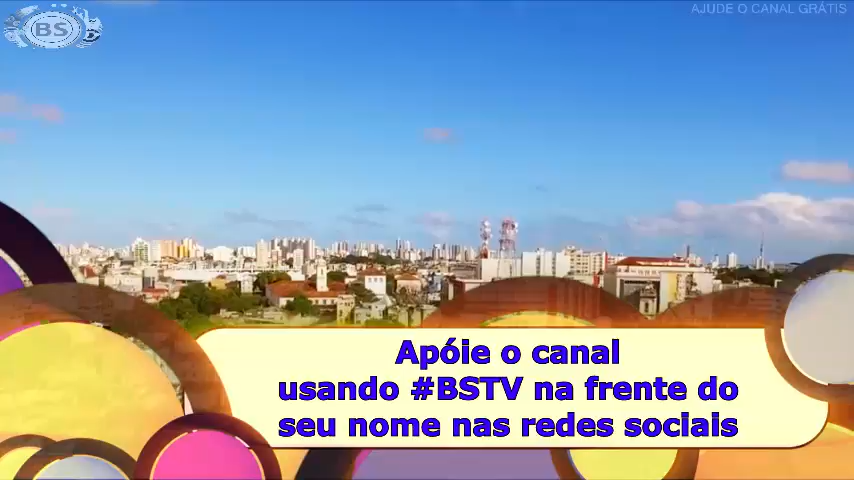 BS
AJUDE O CANAL GRÁTIS
Apóie o canal
usando #BSTV na frente do
seu nome nas redes sociais